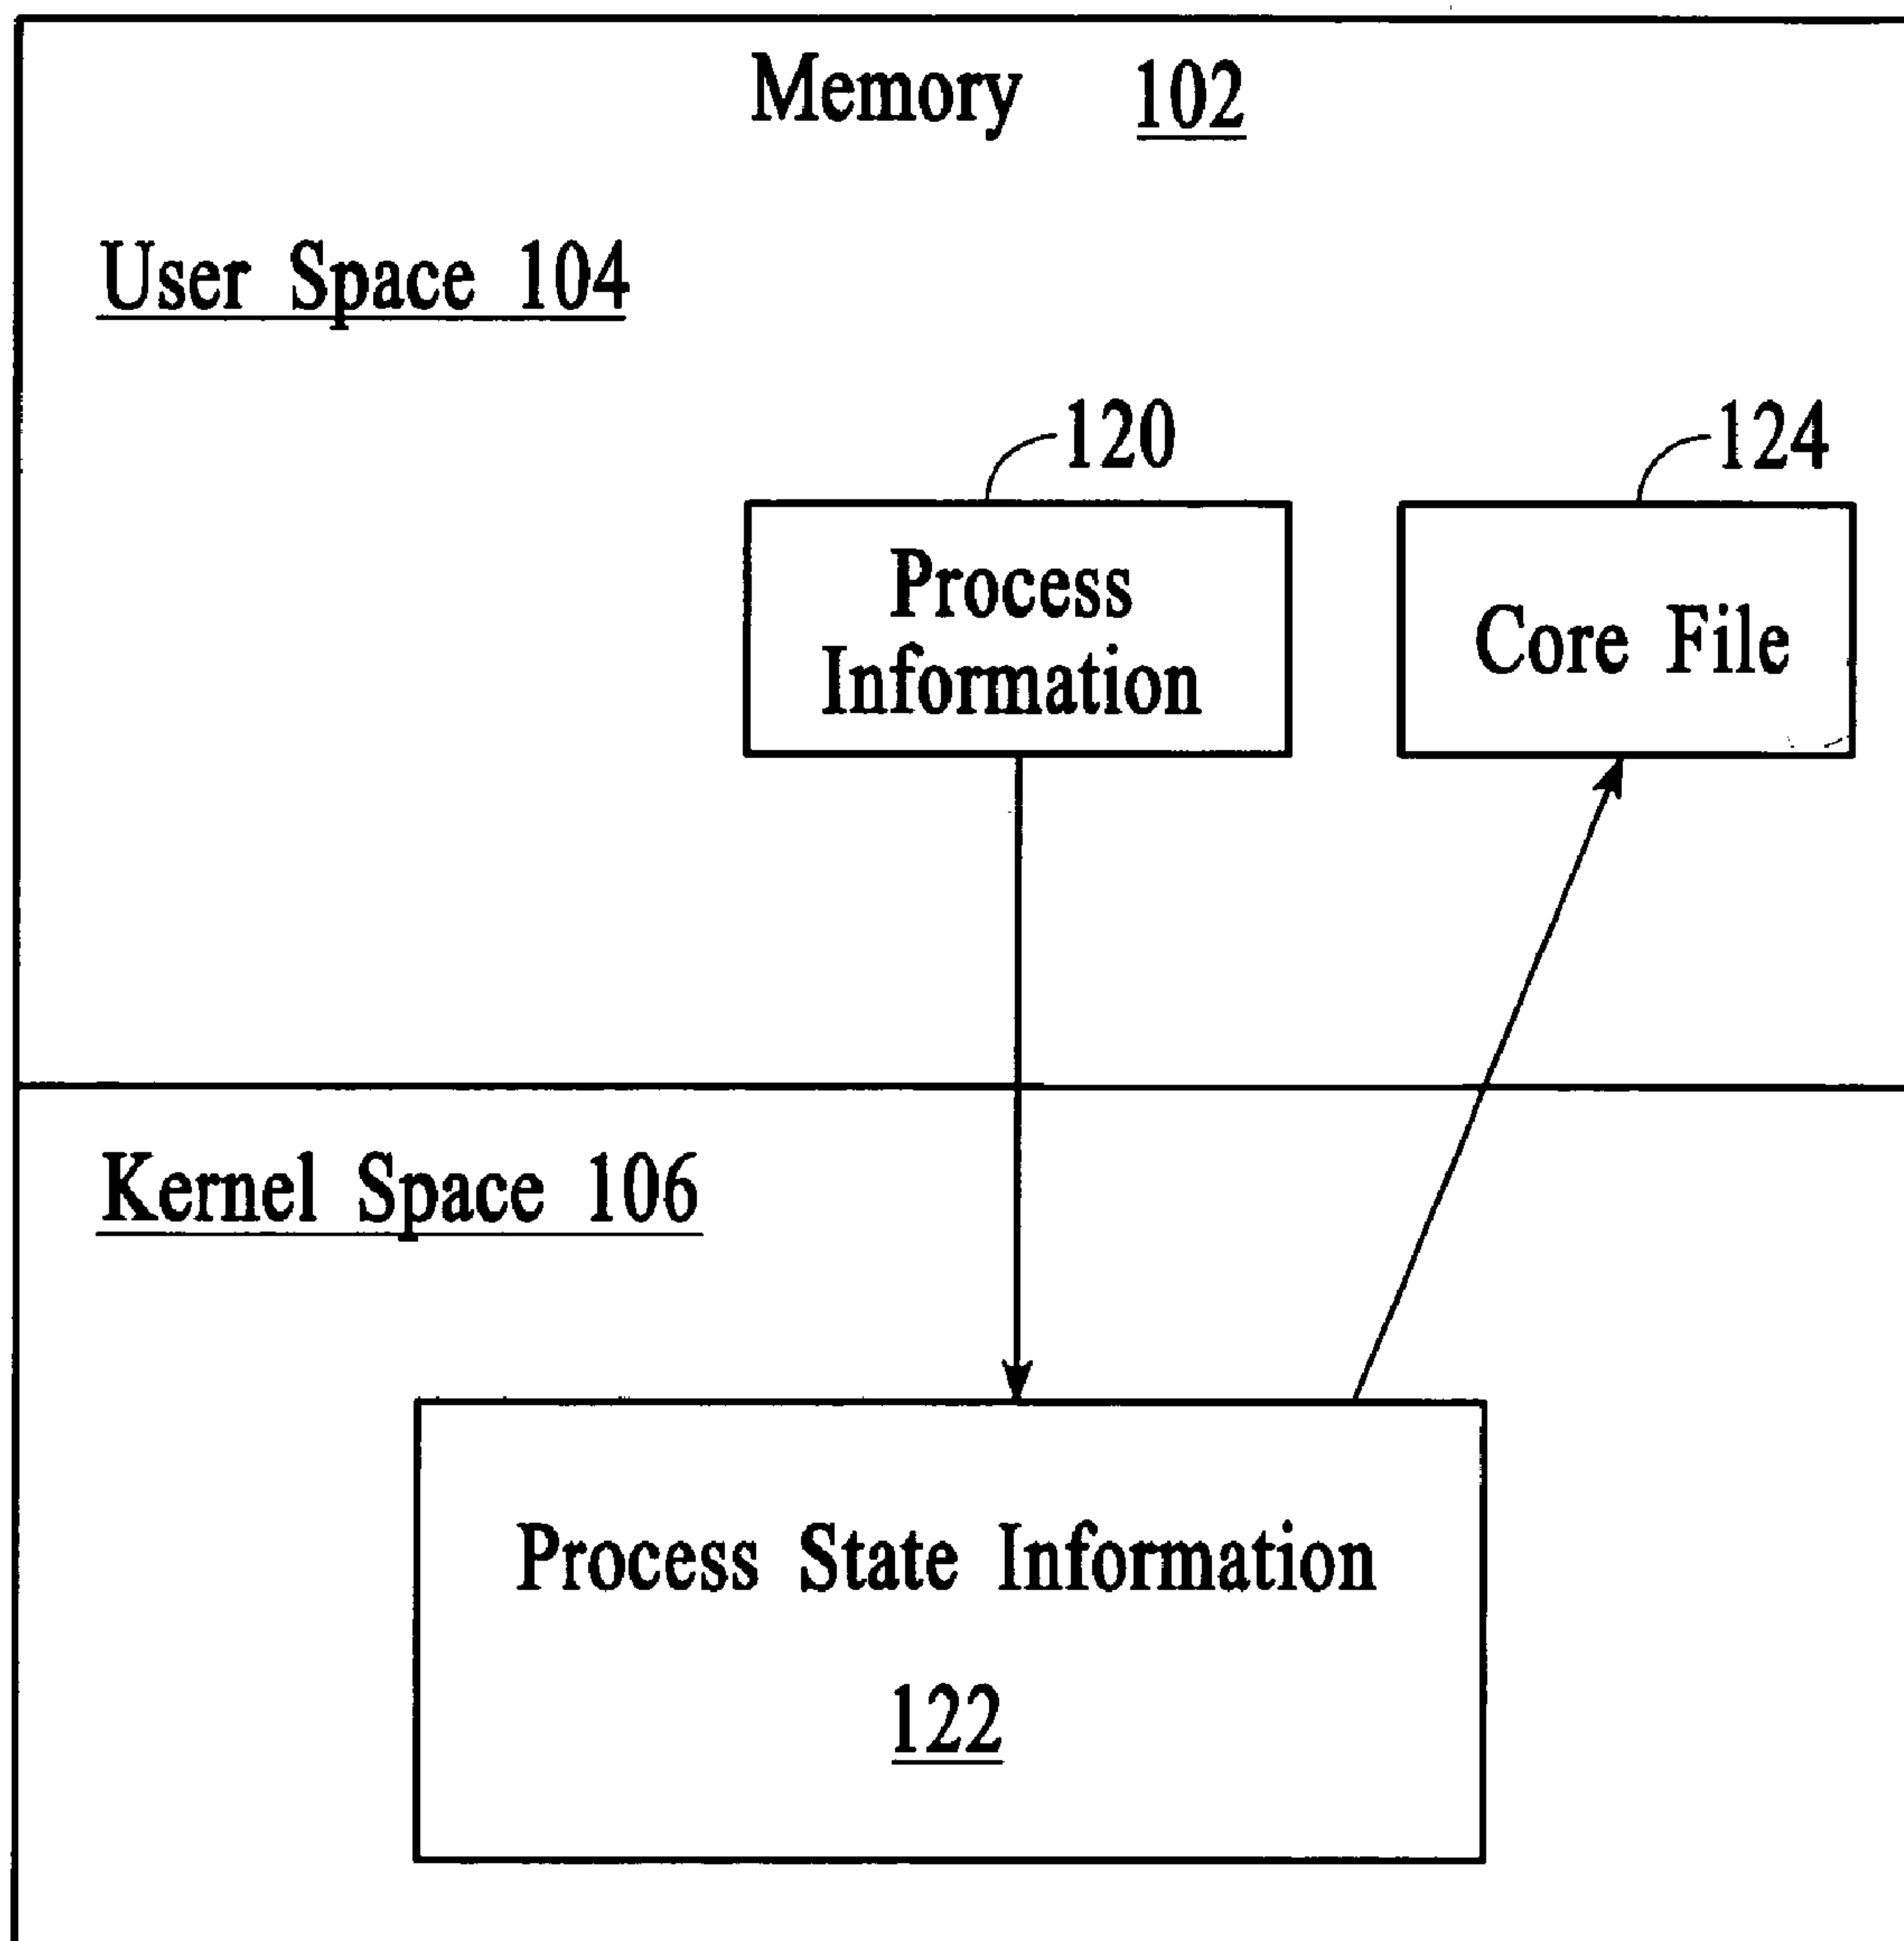 Memory 102
User Space 104
120
124
Process
Information
Core File
Kernel Space 106
Process State Information
122